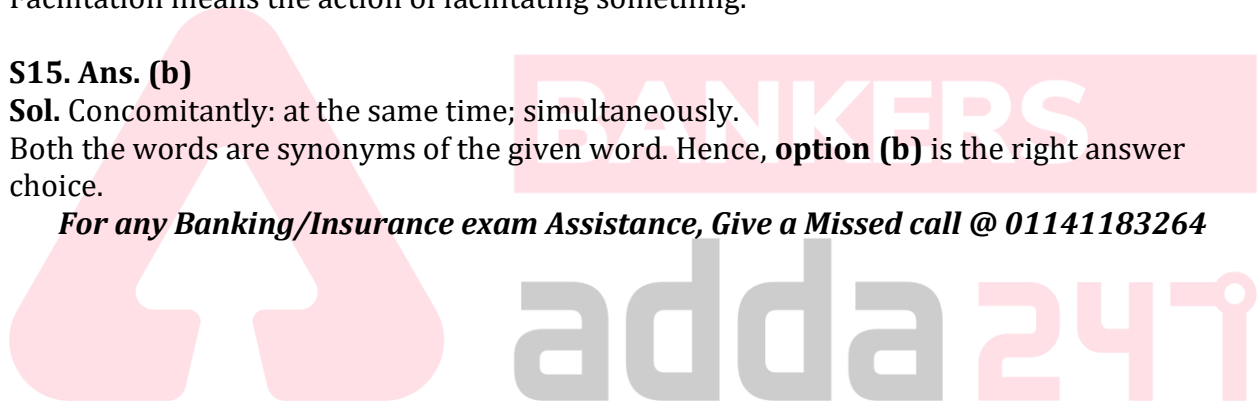 Facilitation means the action of facilitating something.
S15. Ans. (b)
Sol. Concomitantly: at the same time; simultaneously.
Both the words are synonyms of the given word. Hence, option (b) is the right answer
choice.
For any Banking/Insurance exam Assistance, Give a Missed call @ 01141183264
BANKERS
adda 247